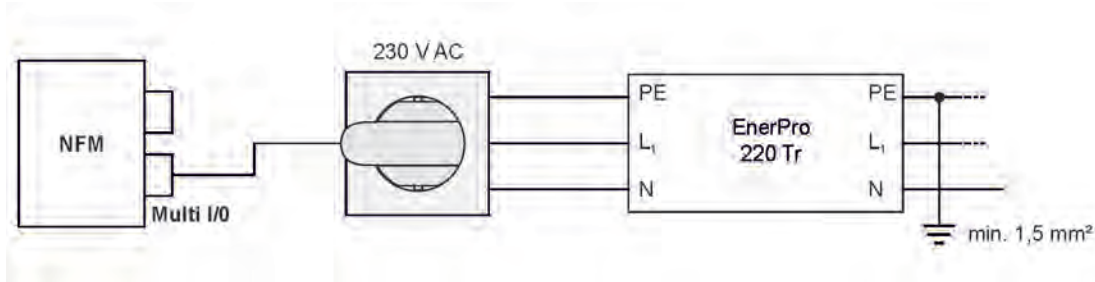 230 V AC
NFM
Multi I/0
PE
L₁
N
EnerPro
220 Tr
PE
L₁
N
min. 1,5 mm²